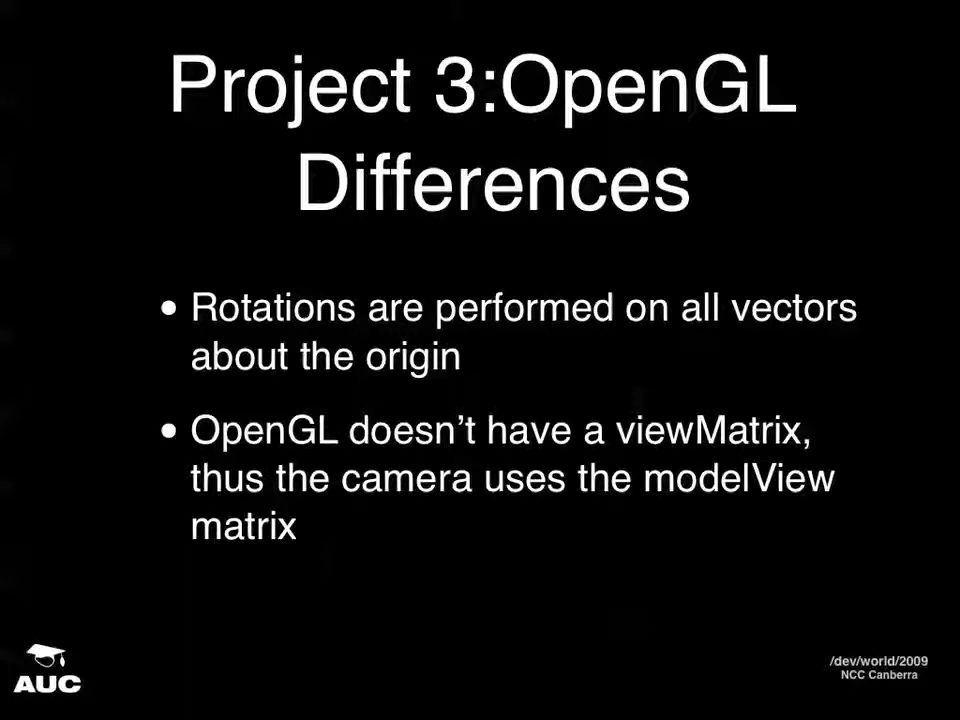 Project 3:OpenGL
Differences
• Rotations are performed on all vectors
about the origin
• OpenGL doesn’t have a viewMatrix,
thus the camera uses the modelView
matrix
AUC
/dev/world/2009
NCC Canberra